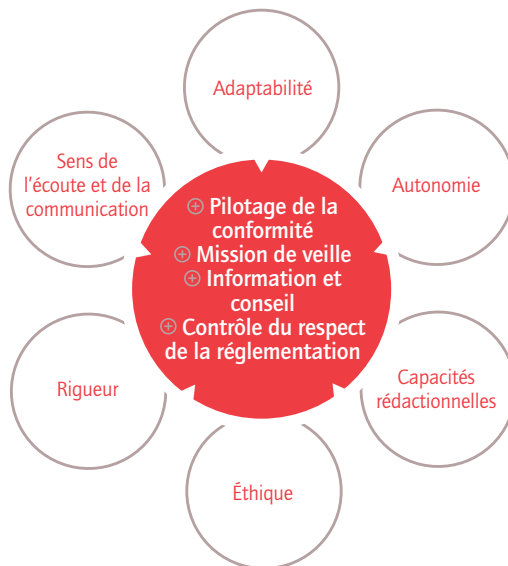 Adaptabilité
Sens de
l'écoute et de la
communication
Autonomie
⊕ Pilotage de la
conformité
⊕ Mission de veille
⊕ Information et
conseil
⊕ Contrôle du respect
de la réglementation
Rigueur
Capacités
rédactionnelles
Éthique